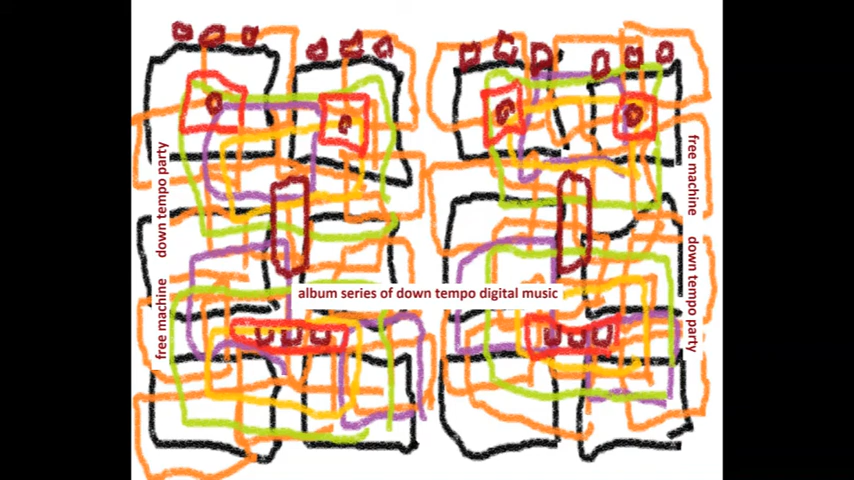 down tempo party
free machine
album series of down tempo digital music
free machine
down tempo party